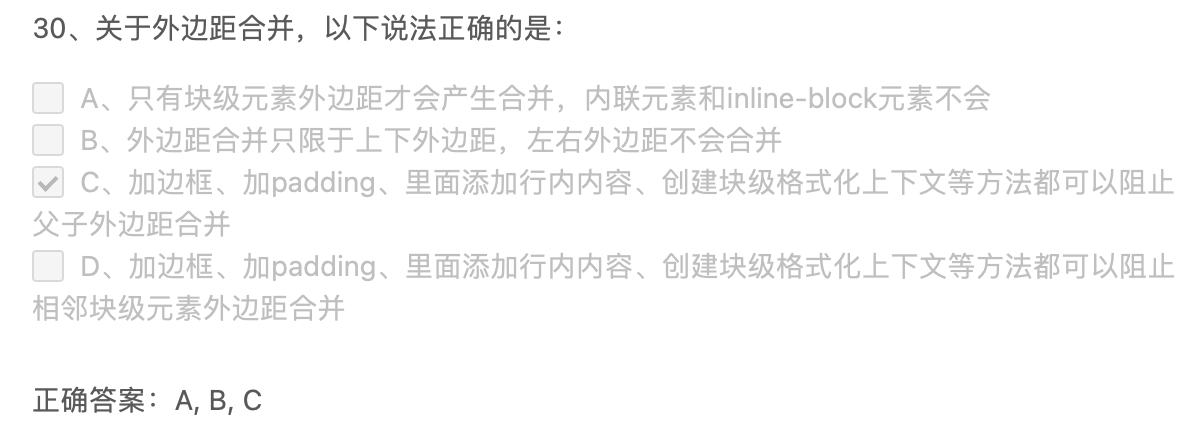 30、关于外边距合并，以下说法正确的是：
A、只有块级元素外边距才会产生合并，内联元素和inline-block元素不会
B、外边距合并只限于上下外边距，左右外边距不会合并
C、加边框、加padding、里面添加行内内容、创建块级格式化上下文等方法都可以阻止
父子外边距合并
D、加边框、加padding、里面添加行内内容、创建块级格式化上下文等方法都可以阻止
相邻块级元素外边距合并
正确答案：A, B, C